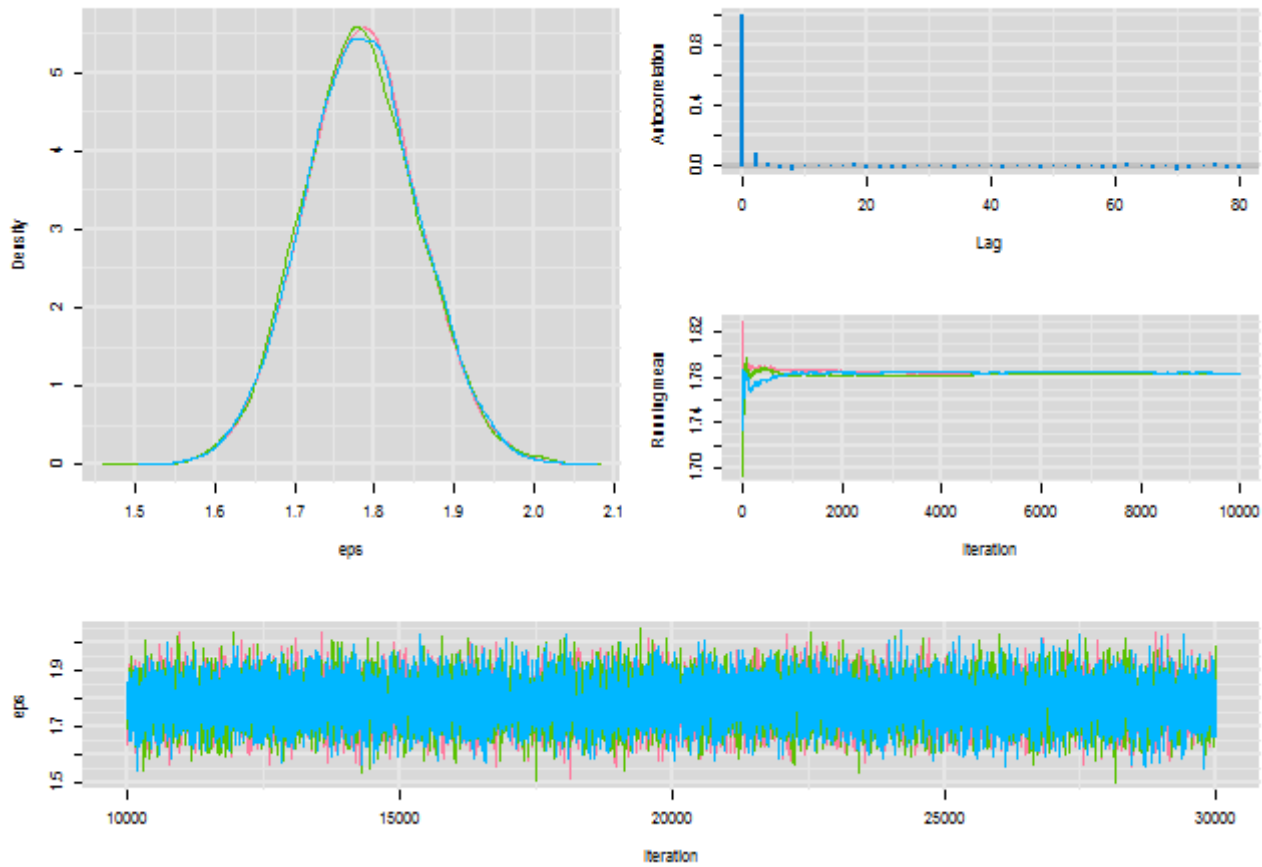 Density
0 1 2 3 4 5
1.5 1.6 1.7 1.8 1.9 2.0 2.1
eps
Autocorrelation
0.0 0.4 0.8
0 20 40 60 80
Lag
Running mean
1.70 1.74 1.78 1.82
0 2000 4000 6000 8000 10000
Iteration
eps
1.5 1.7 1.9
10000 15000 20000 25000 30000
Iteration